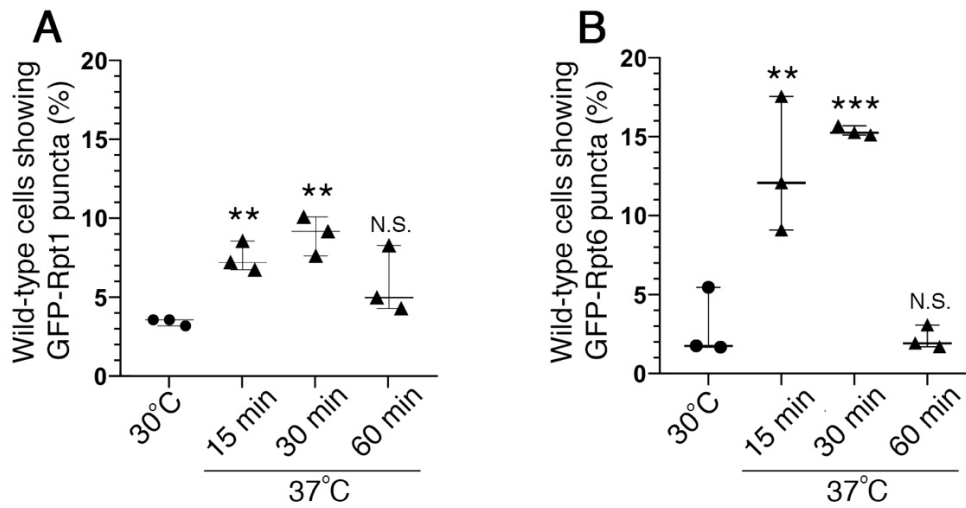 A
Wild-type cells showing
GFP-Rpt1 puncta (%)
20
15
10
5
0
**
**
N.S.
30°C
15 min
30 min
60 min
37°C
B
Wild-type cells showing
GFP-Rpt6 puncta (%)
20
15
10
5
0
**
***
N.S.
30°C
15 min
30 min
60 min
37°C